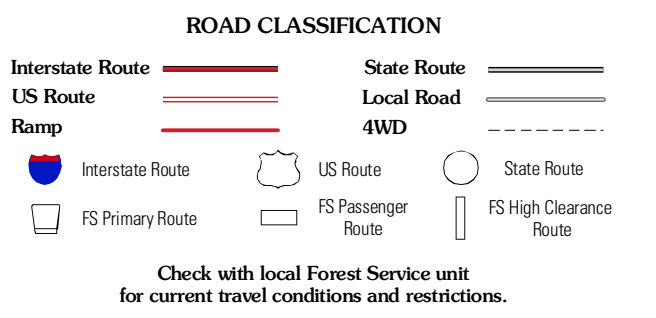 ROAD CLASSIFICATION
Interstate Route
State Route
US Route
Local Road
Ramp
4WD
Interstate Route
US Route
State Route
FS Primary Route
FS Passenger
Route
FS High Clearance
Route
Check with local Forest Service unit
for current travel conditions and restrictions.